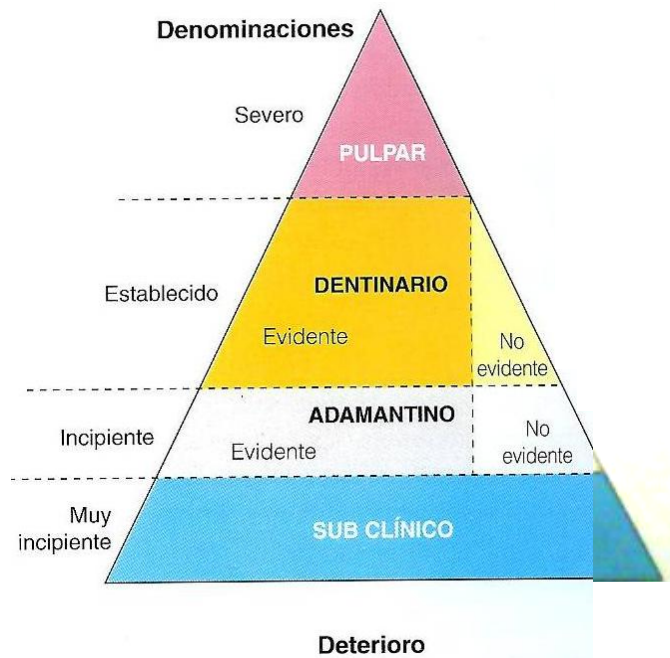 Denominaciones
Severo
PULPAR
Establecido
DENTINARIO
Evidente
No
evidente
Incipiente
ADAMANTINO
Evidente
No
evidente
Muy
incipiente
SUB CLÍNICO
Deterioro